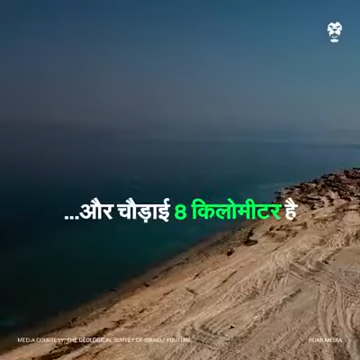 ...और चौड़ाई 8 किलोमीटर है
MEDIA COURTESY: THE GEOLOGICAL SURVEY OF ISRAEL / YOUTUBE
ROAR MEDIA